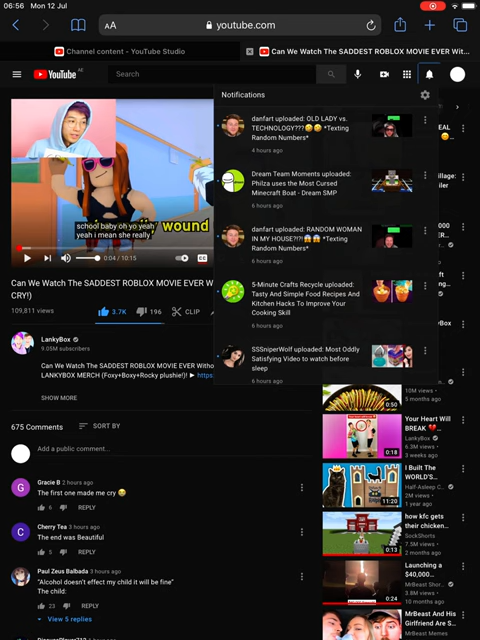 06:56 Mon 12 Jul
AA
youtube.com
Channel content - YouTube Studio
Can We Watch The SADDEST ROBLOX MOVIE EVER Wit...
YouTube AE
Search
Notifications
danfart uploaded: OLD LADY vs.
TECHNOLOGY???🤣🤣 *Texting
Random Numbers*
4 hours ago
Dream Team Moments uploaded:
Philza uses the Most Cursed
Minecraft Boat - Dream SMP
6 hours ago
danfart uploaded: RANDOM WOMAN
IN MY HOUSE??!😱😱 *Texting
Random Numbers*
6 hours ago
5-Minute Crafts Recycle uploaded:
Tasty And Simple Food Recipes And
Kitchen Hacks To Improve Your
Cooking Skill
6 hours ago
SSSniperWolf uploaded: Most Oddly
Satisfying Video to watch before
sleep
6 hours ago
school baby oh yo yeah
yeah i mean she really
wound
0:04 / 10:15
Can We Watch The SADDEST ROBLOX MOVIE EVER W
CRY!)
109,811 views
3.7K
196
CLIP
LankyBox
9.05M subscribers
Can We Watch The SADDEST ROBLOX MOVIE EVER Witho
LANKYBOX MERCH (Foxy+Boxy+Rocky plushie!)! ► https
SHOW MORE
675 Comments
SORT BY
Add a public comment...
G
Gracie B 2 hours ago
The first one made me cry 😢
6
REPLY
C
Cherry Tea 3 hours ago
The end was Beautiful
5
REPLY
Paul Zeus Balbada 3 hours ago
"Alcohol doesn't effect my child it will be fine"
The child:
23
REPLY
View 5 replies
0:50
10M views •
5 months ago
Your Heart Will
BREAK 💔...
LankyBox
6.3M views •
3 weeks ago
0:18
I Built The
WORLD'S...
Half-Asleep C...
2M views •
1 year ago
11:20
how kfc gets
their chicken...
SockShorts
7.5M views •
2 months ago
0:13
Launching a
$40,000...
MrBeast Shor...
3.8M views •
10 months ago
0:24
MrBeast And His
Girlfriend Are S...
MrBeast Memes